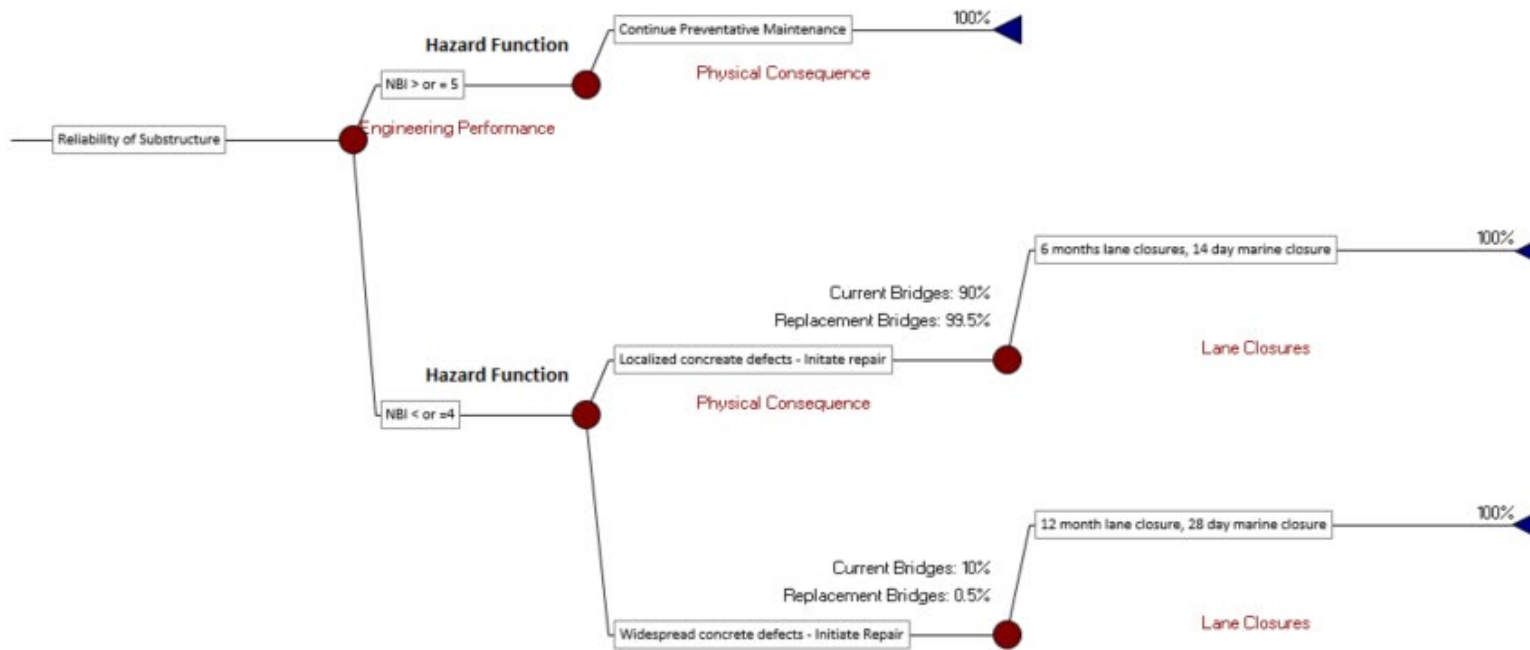 100%
Continue Preventative Maintenance
Hazard Function
Physical Consequence
NBI > or = 5
Engineering Performance
Reliability of Substructure
100%
6 months lane closures, 14 day marine closure
Current Bridges: 90%
Replacement Bridges: 99.5%
Lane Closures
Localized concreate defects - Initate repair
Hazard Function
Physical Consequence
NBI < or =4
100%
12 month lane closure, 28 day marine closure
Current Bridges: 10%
Replacement Bridges: 0.5%
Lane Closures
Widespread concrete defects - Initiate Repair